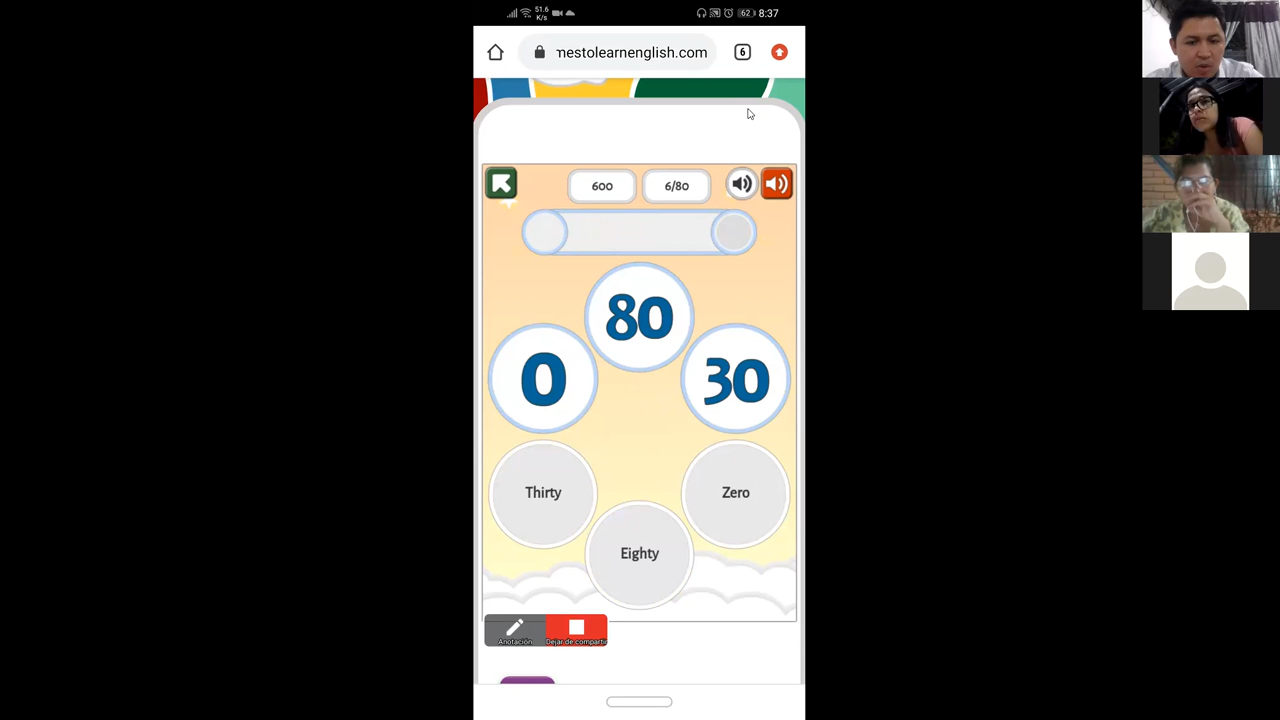 51.6
K/s
62 8:37
nestolearnenglish.com
6
600 6/80
80
0 30
Thirty Zero
Eighty
Anotación Dejar de compartir